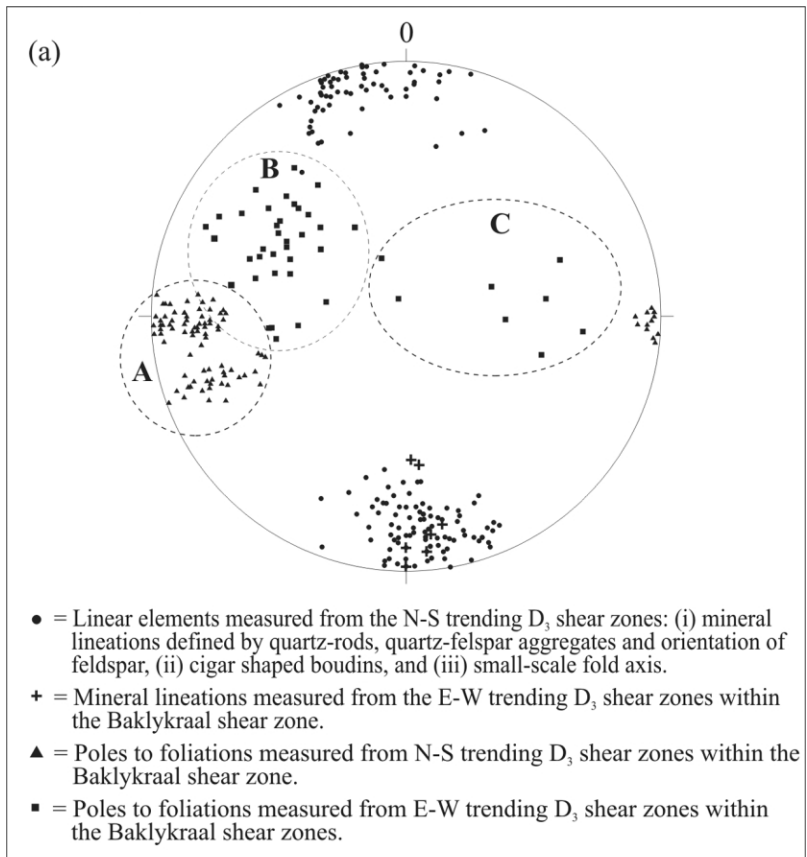 (a)
0
B
C
A
● = Linear elements measured from the N-S trending D₃ shear zones: (i) mineral
lineations defined by quartz-rods, quartz-felspar aggregates and orientation of
feldspar, (ii) cigar shaped boudins, and (iii) small-scale fold axis.
+ = Mineral lineations measured from the E-W trending D₃ shear zones within
the Baklykraal shear zone.
▲ = Poles to foliations measured from N-S trending D₃ shear zones within the
Baklykraal shear zone.
■ = Poles to foliations measured from E-W trending D₃ shear zones within
the Baklykraal shear zones.